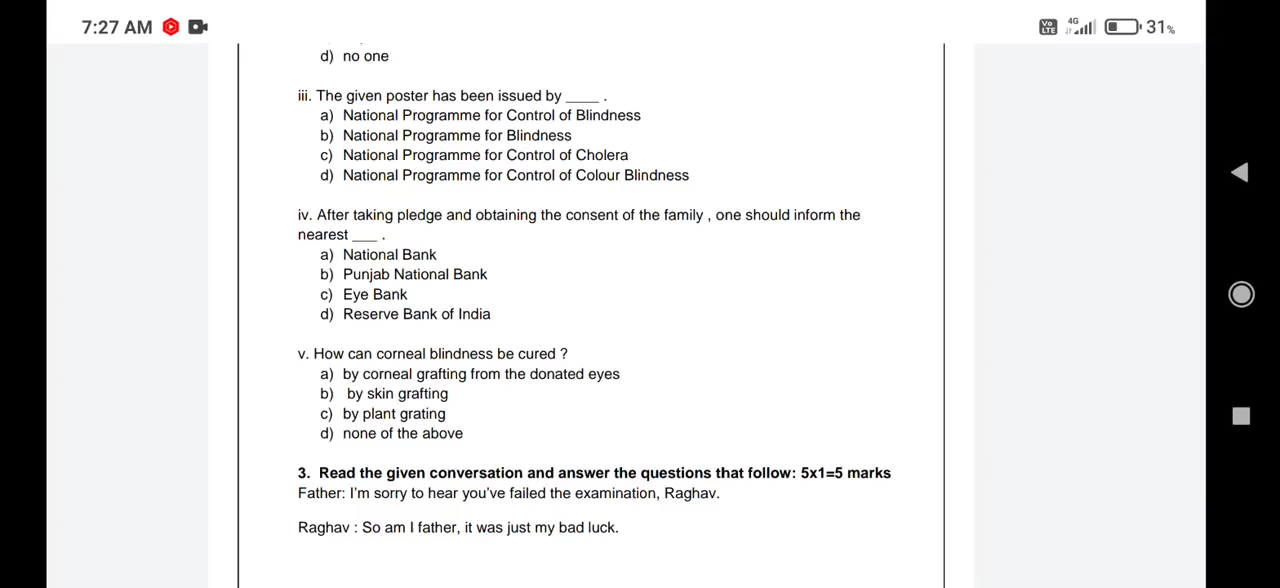 7:27 AM
Vo
LTE
4G
31%
d) no one
iii. The given poster has been issued by ____ .
a) National Programme for Control of Blindness
b) National Programme for Blindness
c) National Programme for Control of Cholera
d) National Programme for Control of Colour Blindness
iv. After taking pledge and obtaining the consent of the family , one should inform the
nearest ___ .
a) National Bank
b) Punjab National Bank
c) Eye Bank
d) Reserve Bank of India
v. How can corneal blindness be cured ?
a) by corneal grafting from the donated eyes
b) by skin grafting
c) by plant grating
d) none of the above
3. Read the given conversation and answer the questions that follow: 5x1=5 marks
Father: I'm sorry to hear you've failed the examination, Raghav.
Raghav : So am I father, it was just my bad luck.